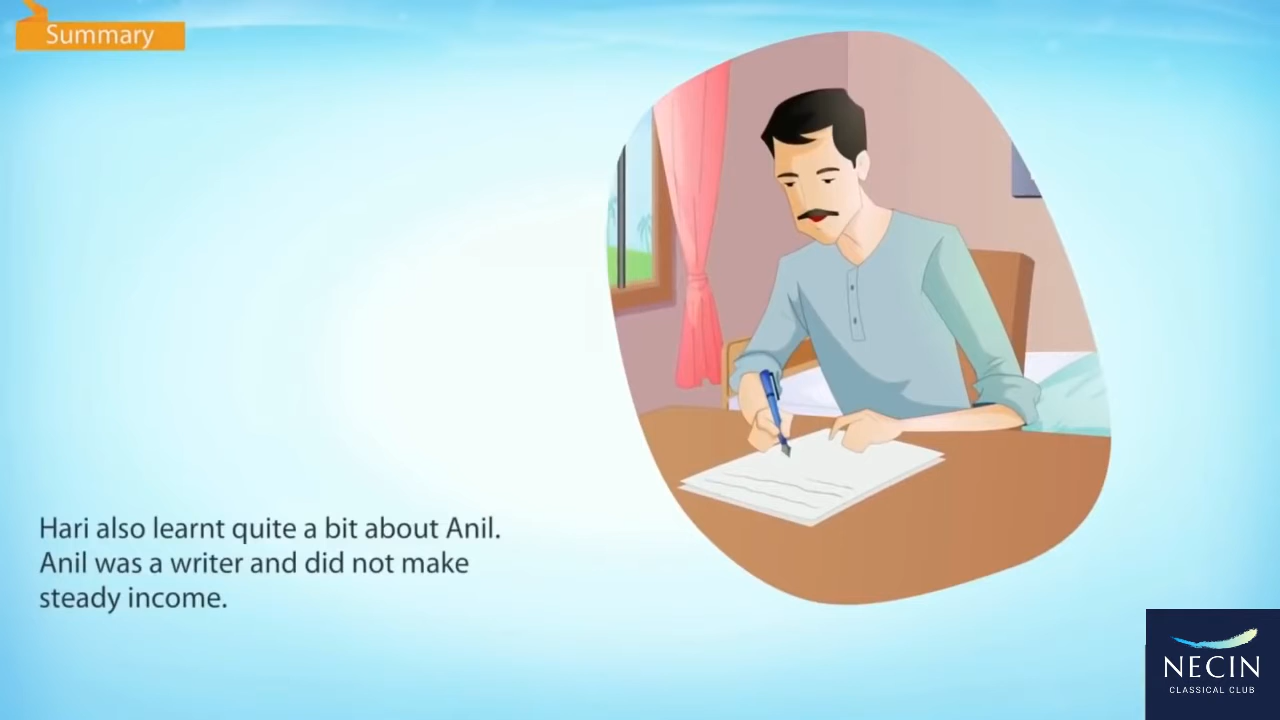 Summary
Hari also learnt quite a bit about Anil.
Anil was a writer and did not make
steady income.
NECIN
CLASSICAL CLUB